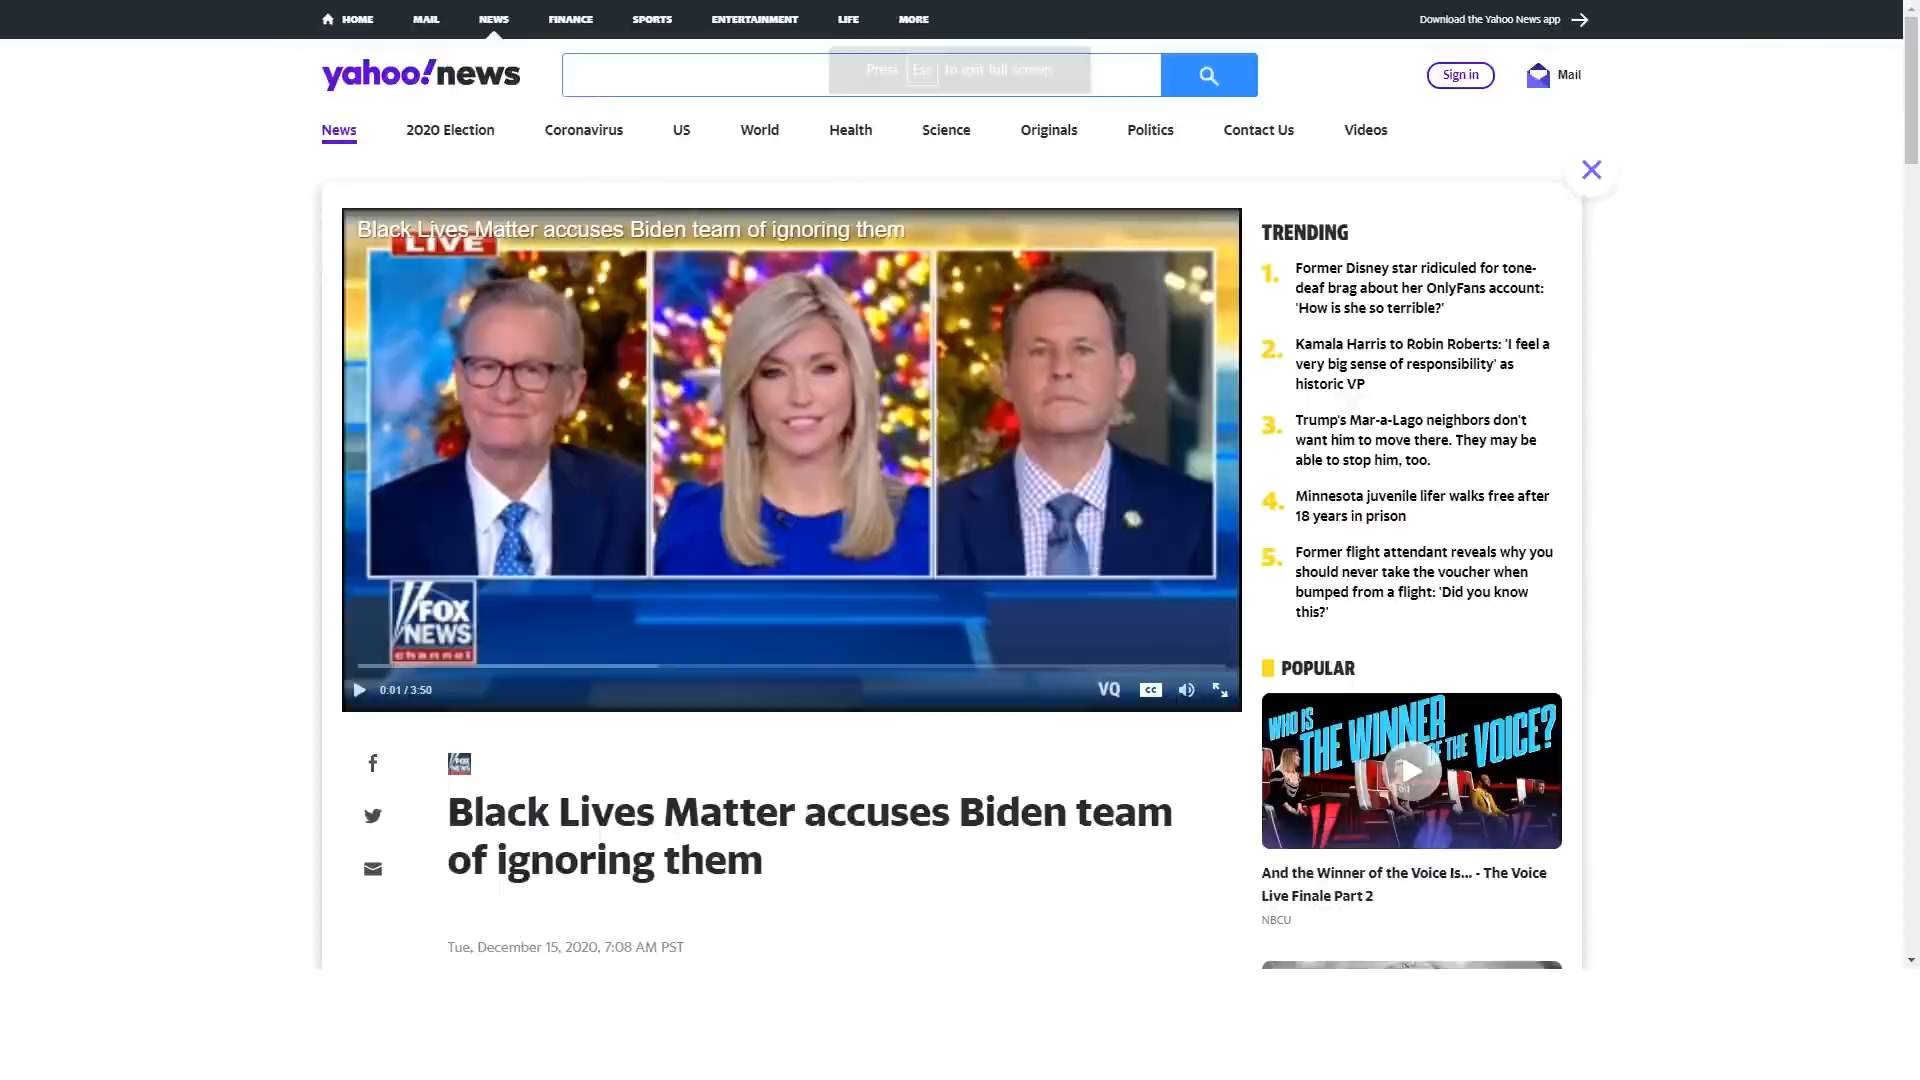 HOME MAIL NEWS FINANCE SPORTS ENTERTAINMENT LIFE MORE Download the Yahoo News app
yahoo!news
Press Esc to exit full screen
Sign in
Mail
News 2020 Election Coronavirus US World Health Science Originals Politics Contact Us Videos
Black Lives Matter accuses Biden team of ignoring them
LIVE
FOX
NEWS
channel
0:01 / 3:50
VQ
cc
FOX
NEWS
Black Lives Matter accuses Biden team
of ignoring them
Tue, December 15, 2020, 7:08 AM PST
TRENDING
1. Former Disney star ridiculed for tone-
deaf brag about her OnlyFans account:
'How is she so terrible?'
2. Kamala Harris to Robin Roberts: 'I feel a
very big sense of responsibility' as
historic VP
3. Trump's Mar-a-Lago neighbors don't
want him to move there. They may be
able to stop him, too.
4. Minnesota juvenile lifer walks free after
18 years in prison
5. Former flight attendant reveals why you
should never take the voucher when
bumped from a flight: 'Did you know
this?'
POPULAR
WHO IS
THE WINNER
OF THE VOICE?
And the Winner of the Voice Is... - The Voice
Live Finale Part 2
NBCU